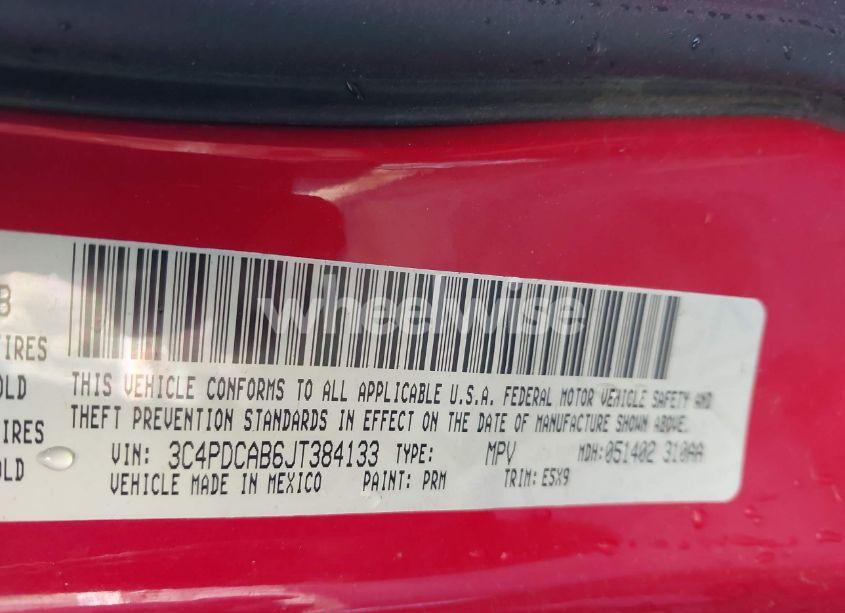 B
TIRES
OLD
IRES
OLD
wheelwise
THIS VEHICLE CONFORMS TO ALL APPLICABLE U.S.A. FEDERAL MOTOR VEHICLE SAFETY AND
THEFT PREVENTION STANDARDS IN EFFECT ON THE DATE OF MANUFACTURE SHOWN ABOVE.
VIN: 3C4PDCAB6JT384133 TYPE: MPV MDH:051402 310AA
VEHICLE MADE IN MEXICO PAINT: PRM TRIM: E5X9